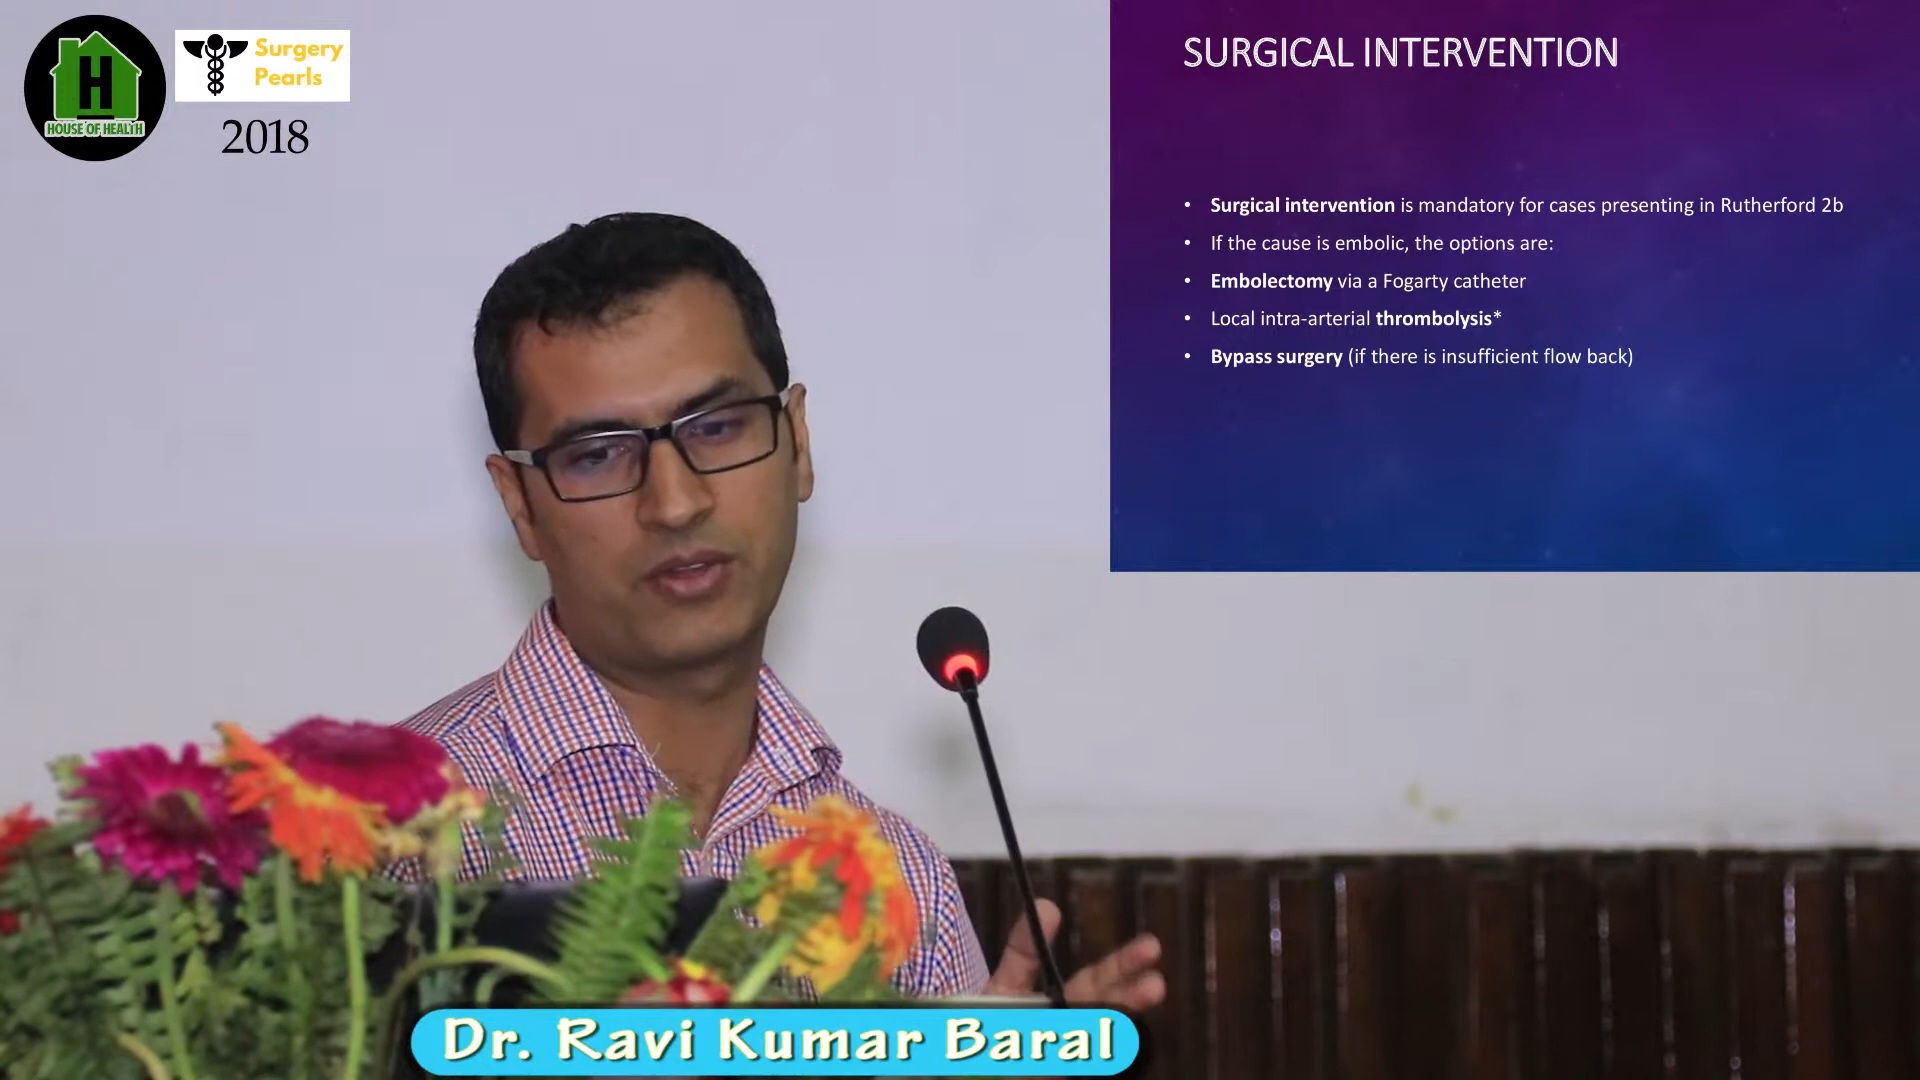 H
HOUSE OF HEALTH
Surgery
Pearls
2018
SURGICAL INTERVENTION
• Surgical intervention is mandatory for cases presenting in Rutherford 2b
• If the cause is embolic, the options are:
• Embolectomy via a Fogarty catheter
• Local intra-arterial thrombolysis*
• Bypass surgery (if there is insufficient flow back)
Dr. Ravi Kumar Baral